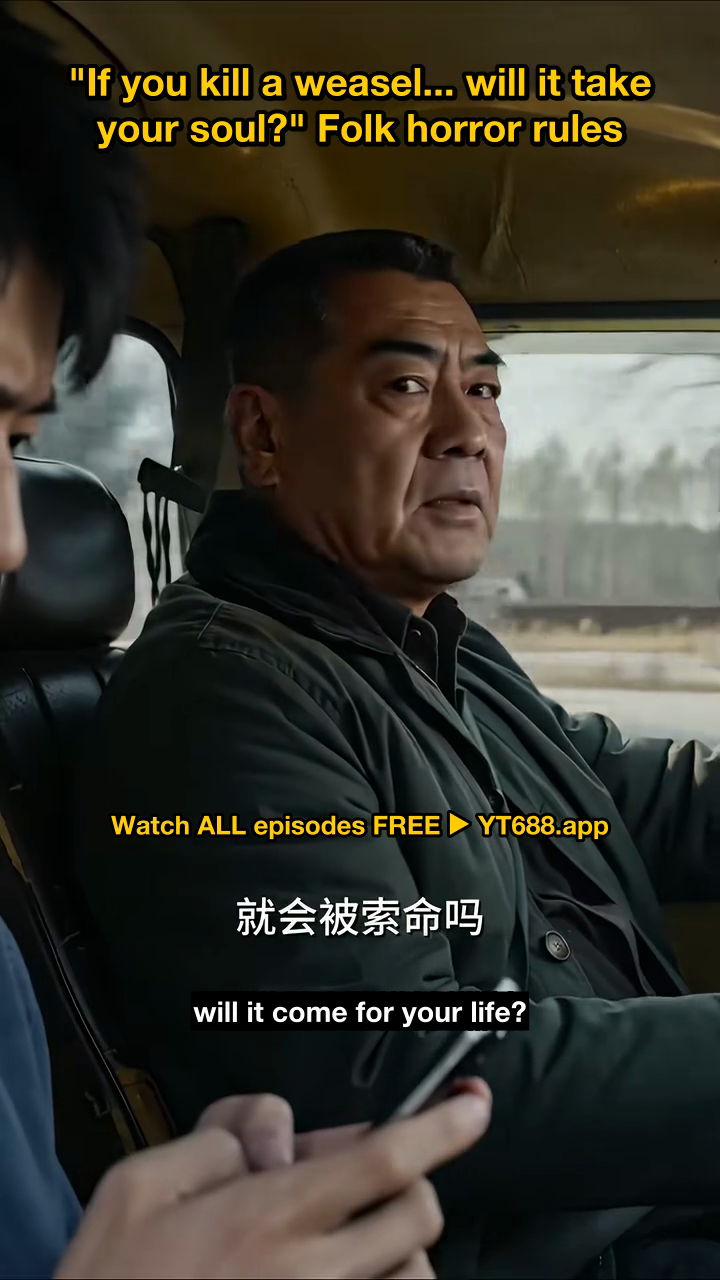 "If you kill a weasel... will it take
your soul?" Folk horror rules
Watch ALL episodes FREE ▶ YT688.app
就会被索命吗
will it come for your life?